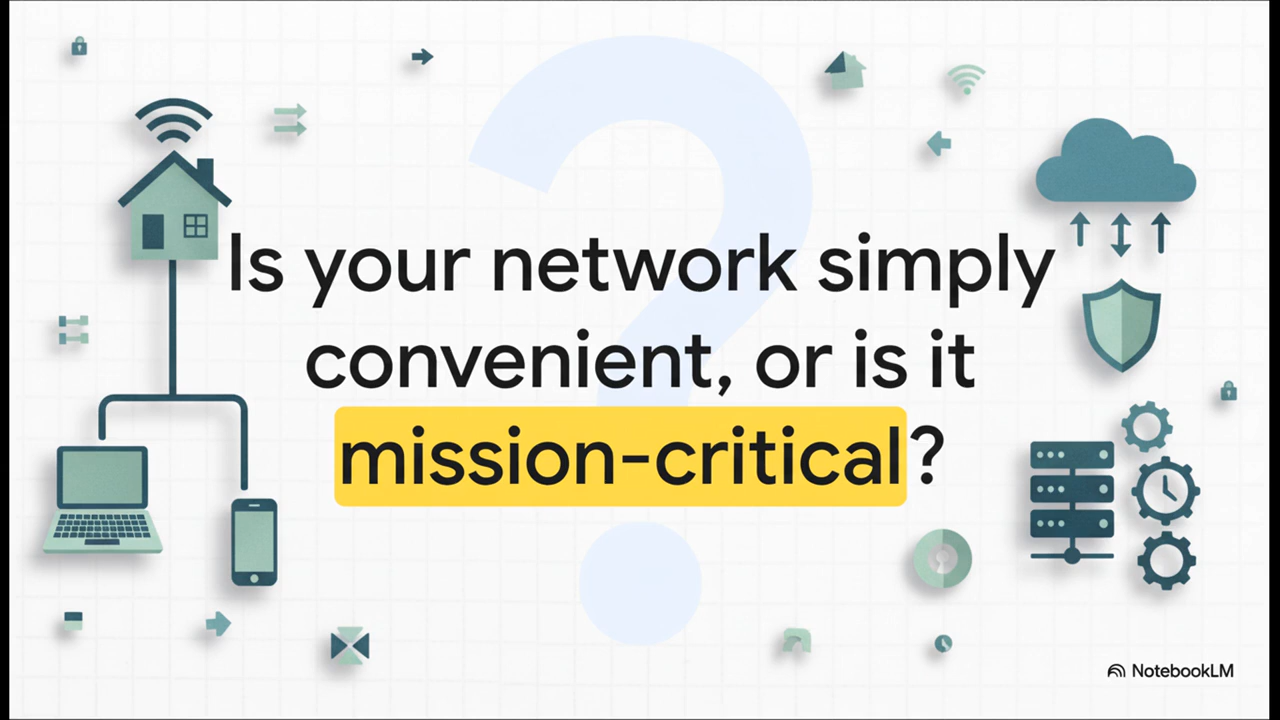 Is your network simply
convenient, or is it
mission-critical?
NotebookLM